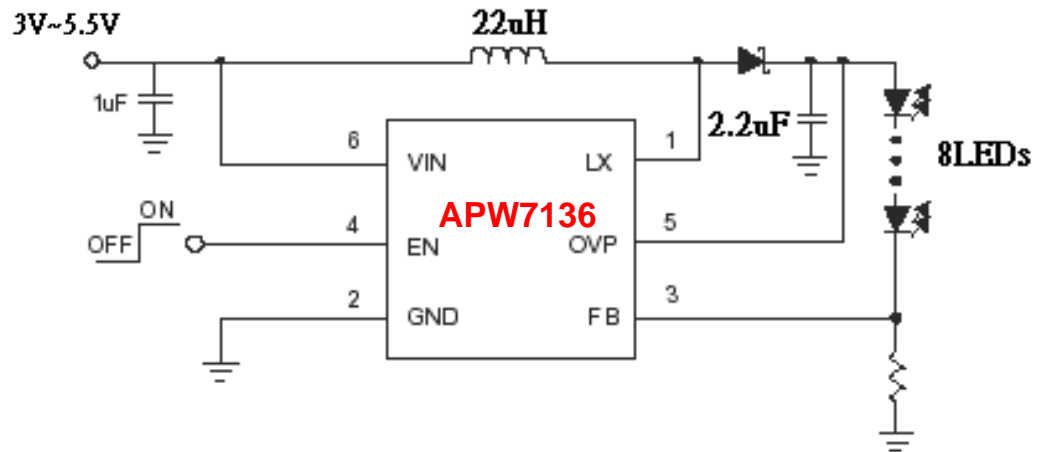 3V~5.5V
22uH
1uF
2.2uF
8LEDs
6
VIN
LX
1
APW7136
ON
OFF
4
EN
OVP
5
2
GND
FB
3